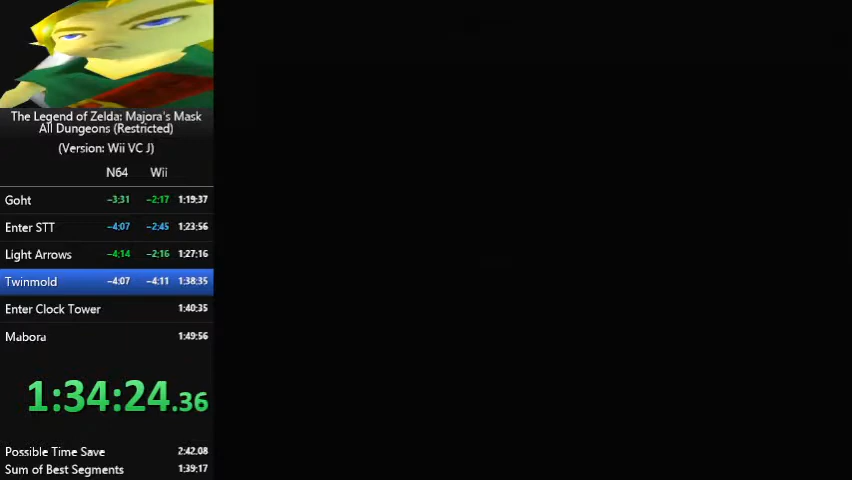 The Legend of Zelda: Majora's Mask
All Dungeons (Restricted)
(Version: Wii VC J)
N64 Wii
Goht -3:31 -2:17 1:19:37
Enter STT -4:07 -2:45 1:23:56
Light Arrows -4:14 -2:16 1:27:16
Twinmold -4:07 -4:11 1:38:35
Enter Clock Tower 1:40:35
Mabora 1:49:56
1:34:24.36
Possible Time Save 2:42.08
Sum of Best Segments 1:39:17